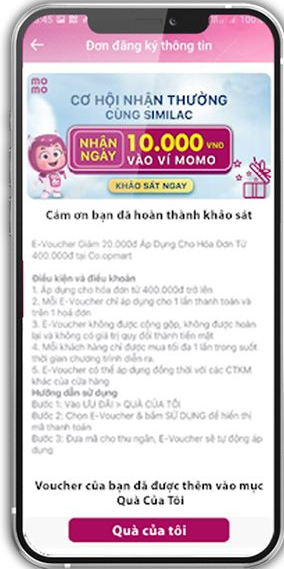 Đơn đăng ký thông tin
mo
mo
CƠ HỘI NHẬN THƯỞNG
CÙNG SIMILAC
NHẬN NGAY 10.000 VND
VÀO VÍ MOMO
KHẢO SÁT NGAY
Cảm ơn bạn đã hoàn thành khảo sát
E-Voucher Giảm 20.000đ Áp Dụng Cho Hóa Đơn Từ
400.000đ tại Co.opmart
Điều kiện và điều khoản
1. Áp dụng cho hóa đơn từ 400.000đ trở lên
2. Mỗi E-Voucher chỉ áp dụng cho 1 lần thanh toán và
trên 1 hoá đơn
3. E-Voucher không được cộng gộp, không được hoàn
lại và không có giá trị quy đổi thành tiền mặt
4. Mỗi khách hàng chỉ được mua tối đa 1 lần trong suốt
thời gian chương trình diễn ra.
5. E-Voucher có thể áp dụng đồng thời với các CTKM
khác của cửa hàng
Hướng dẫn sử dụng
Bước 1: Vào ƯU ĐÃI > QUÀ CỦA TÔI
Bước 2: Chọn E-Voucher & bấm SỬ DỤNG để hiển thị
mã thanh toán
Bước 3: Đưa mã cho thu ngân, E-Voucher sẽ tự động áp
dụng
Voucher của bạn đã được thêm vào mục
Quà Của Tôi
Quà của tôi